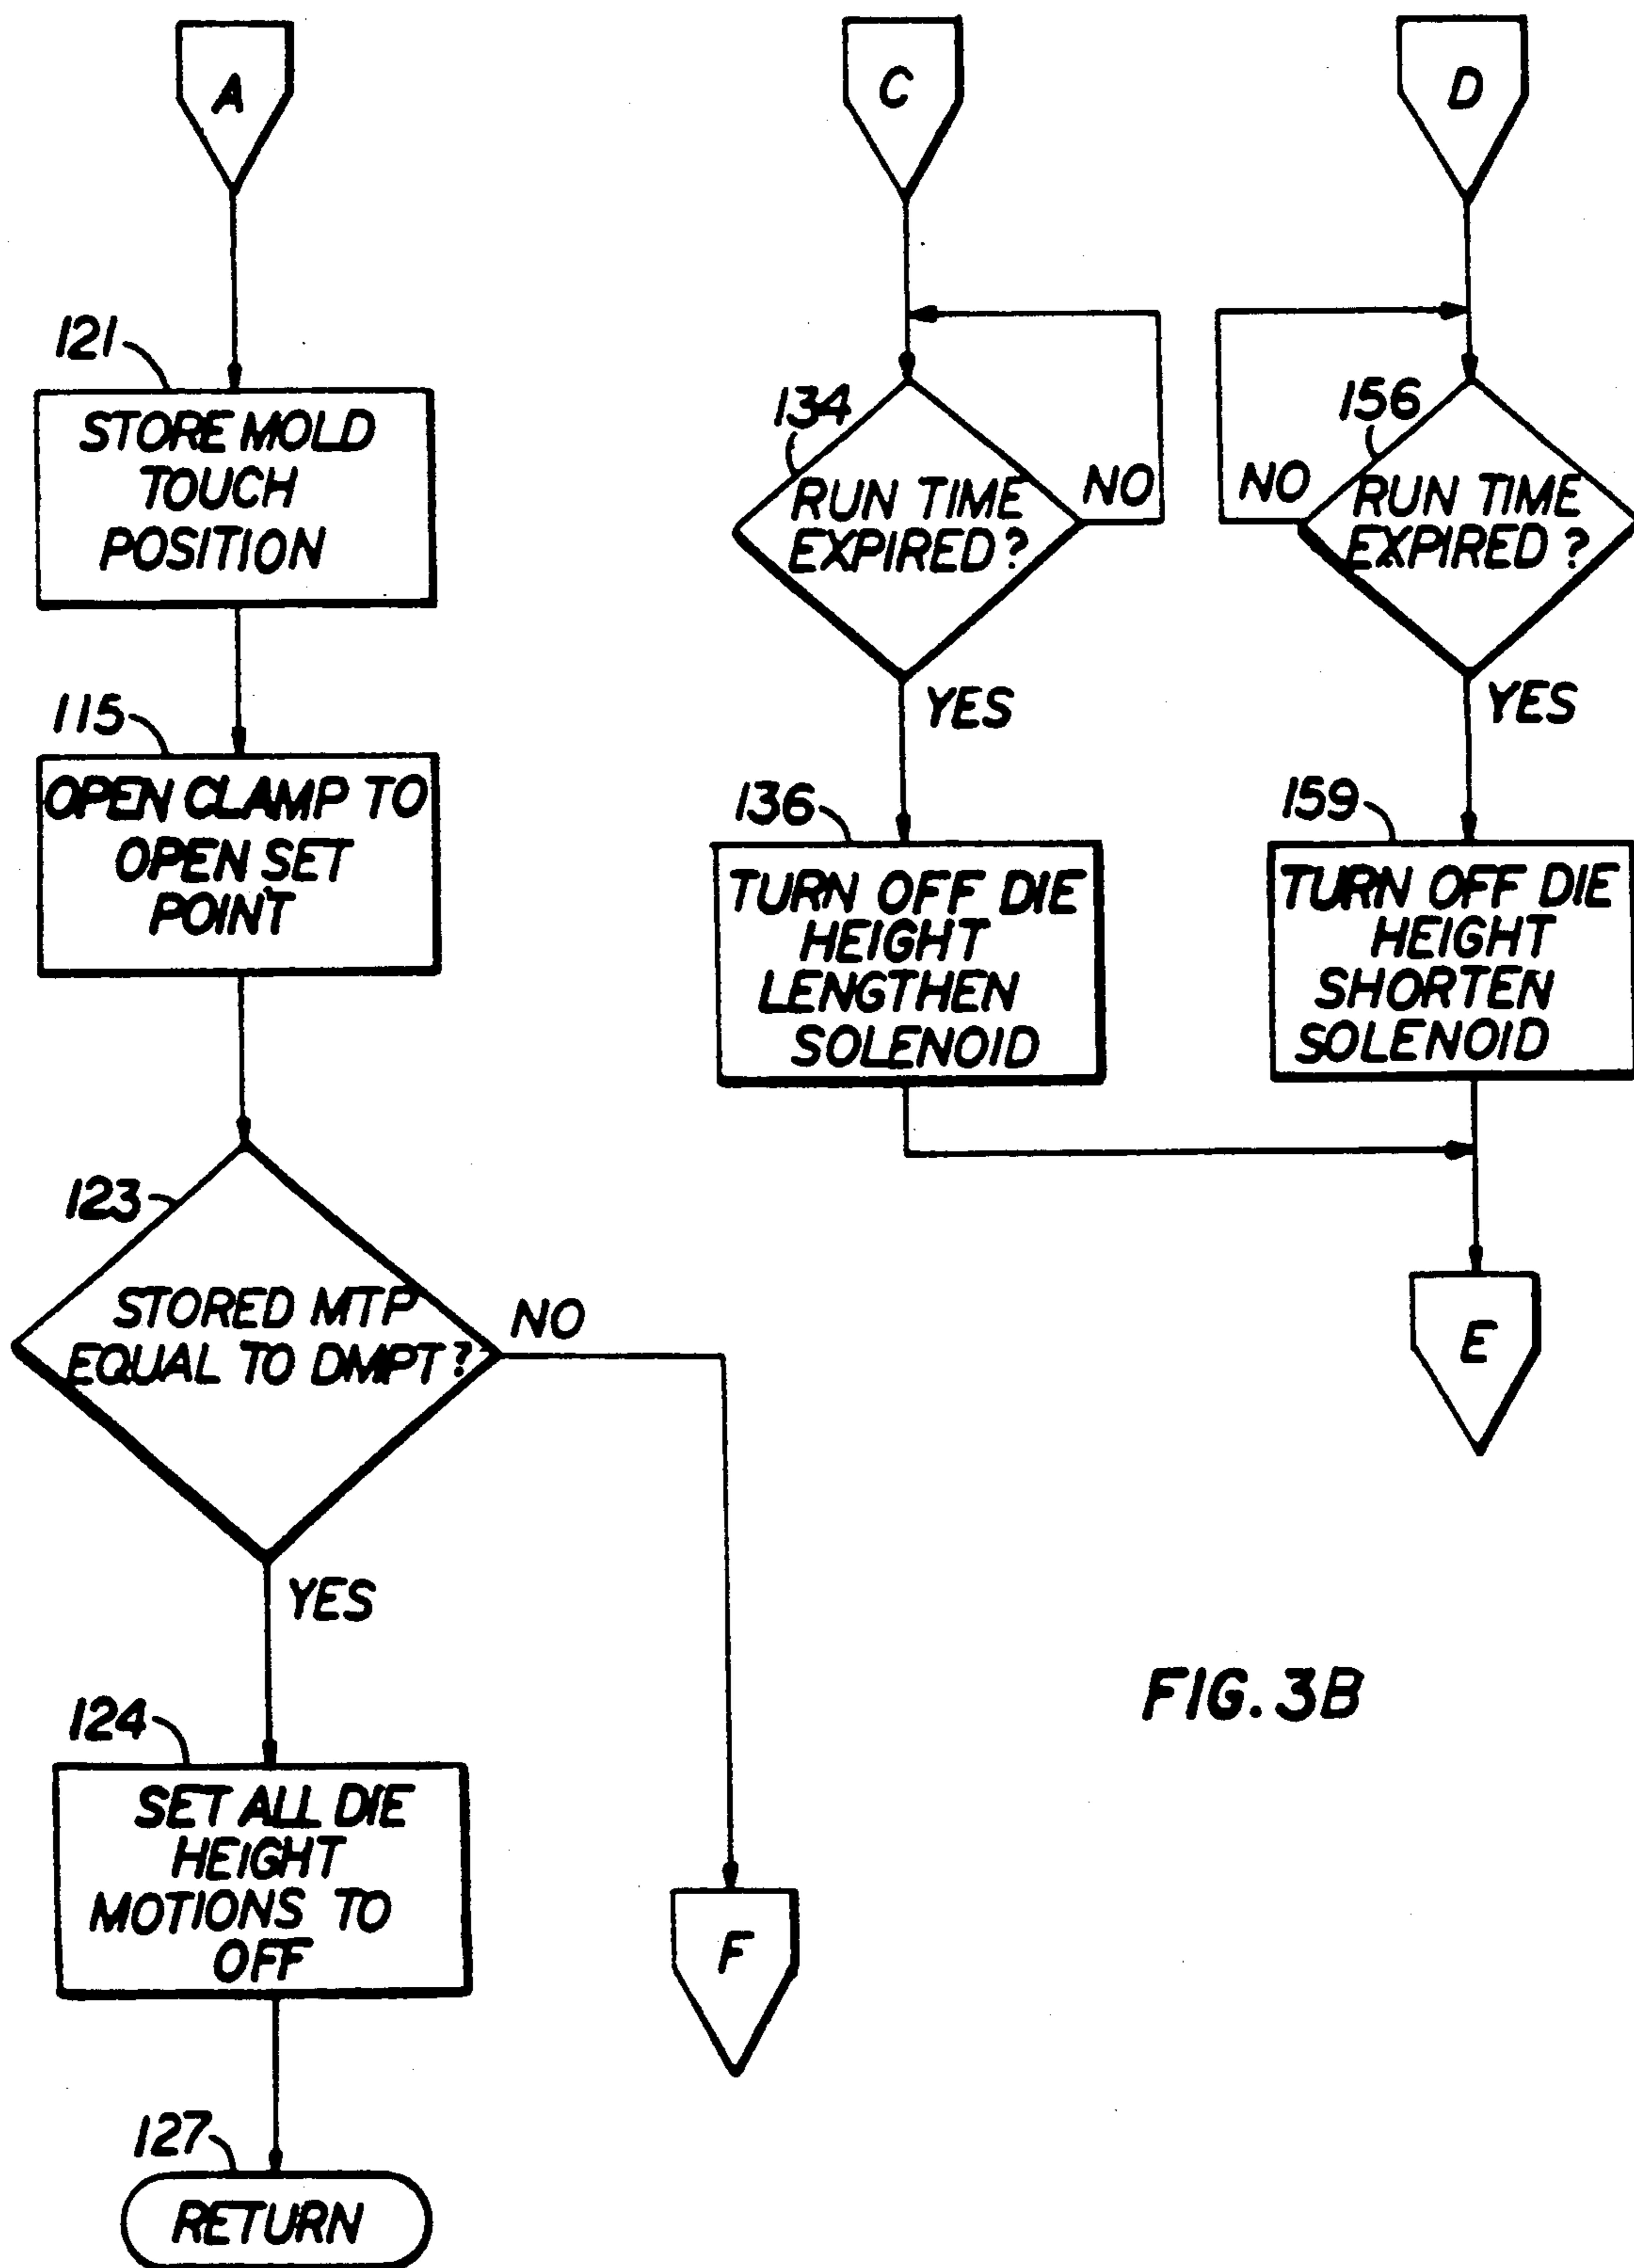 A
121
STORE MOLD
TOUCH
POSITION
115
OPEN CLAMP TO
OPEN SET
POINT
123
STORED MTP
EQUAL TO DMPT?
NO
YES
124
SET ALL DIE
HEIGHT
MOTIONS TO
OFF
127
RETURN
F
C
134
RUN TIME
EXPIRED?
NO
YES
136
TURN OFF DIE
HEIGHT
LENGTHEN
SOLENOID
D
156
RUN TIME
EXPIRED?
NO
YES
159
TURN OFF DIE
HEIGHT
SHORTEN
SOLENOID
E
FIG. 3B